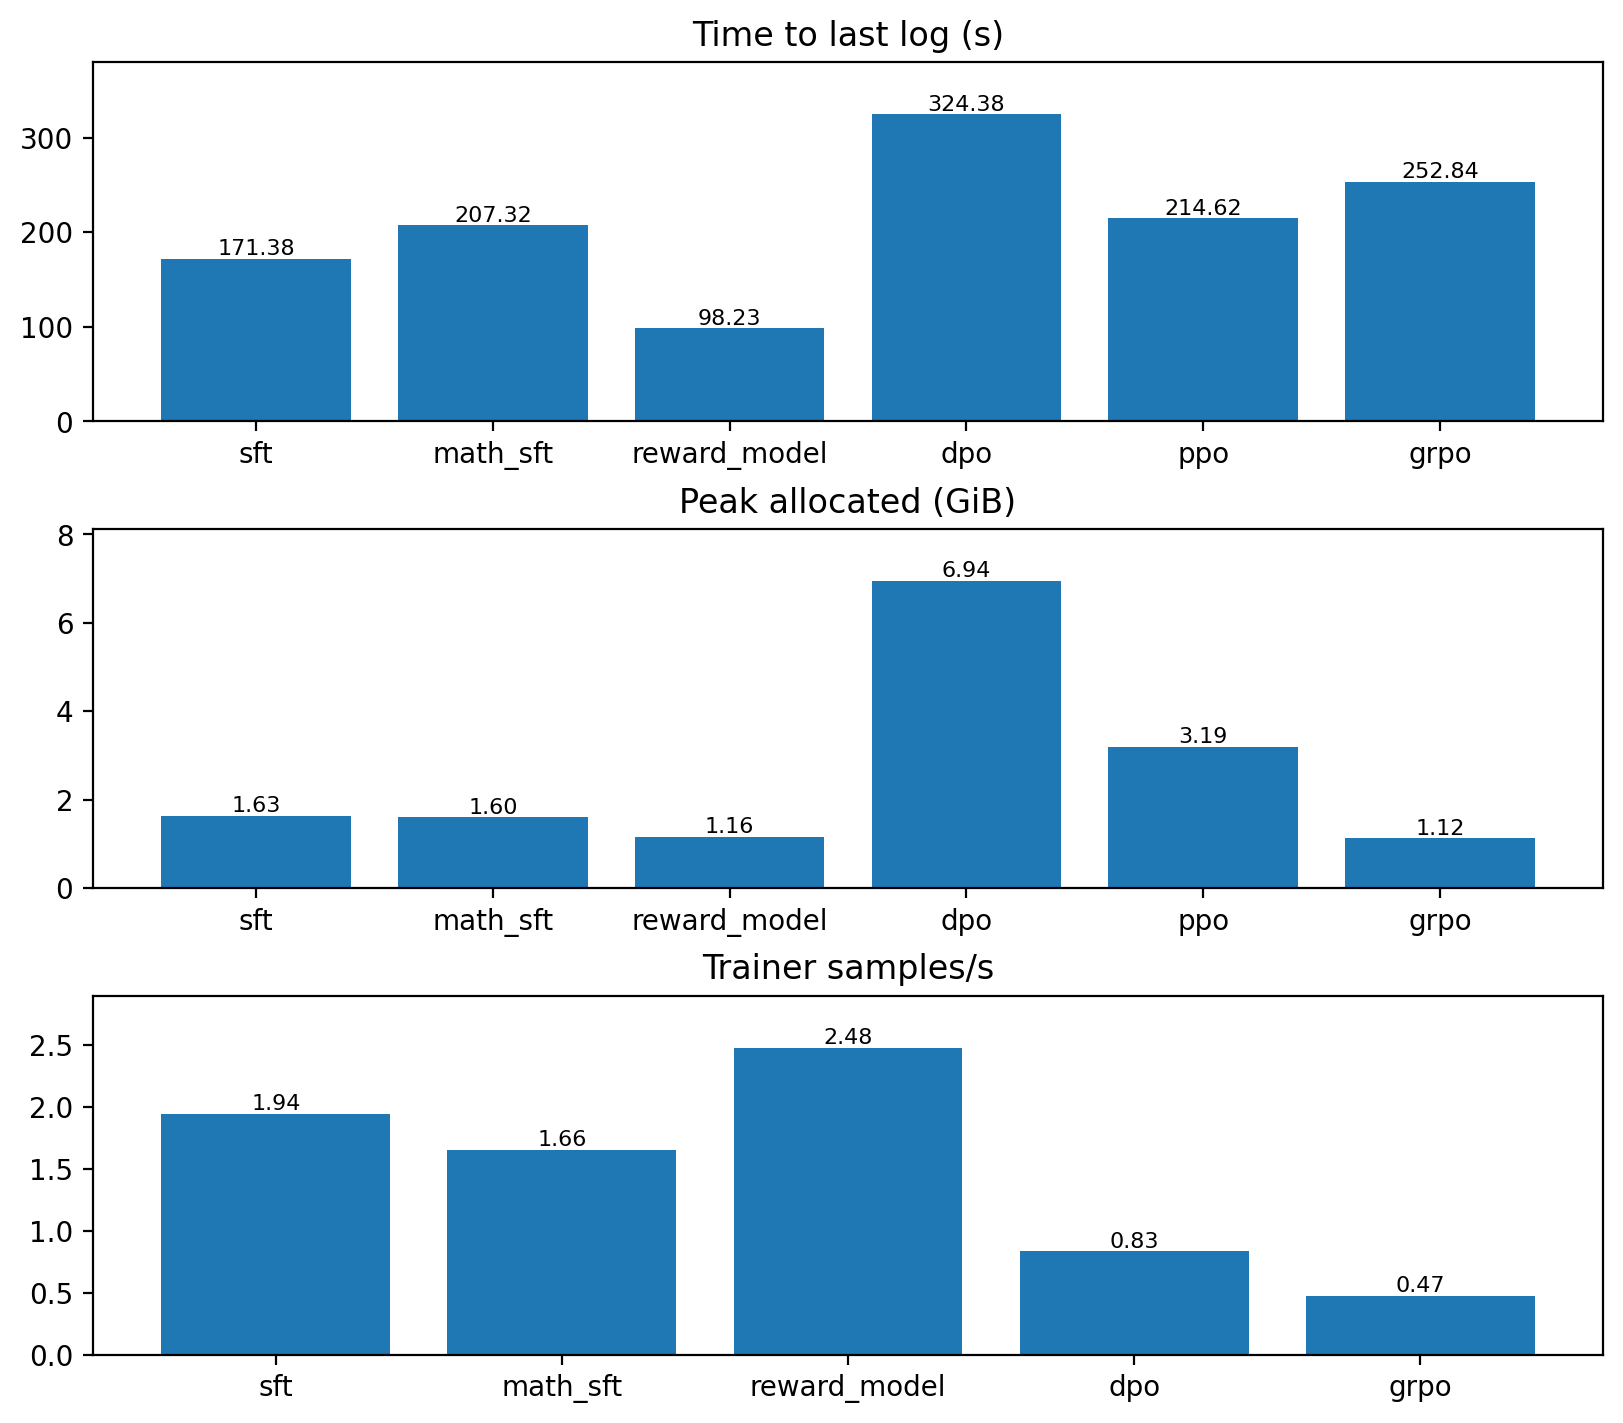 Time to last log (s)
300
200
100
0
171.38
207.32
98.23
324.38
214.62
252.84
sft
math_sft
reward_model
dpo
ppo
grpo
Peak allocated (GiB)
8
6
4
2
0
1.63
1.60
1.16
6.94
3.19
1.12
sft
math_sft
reward_model
dpo
ppo
grpo
Trainer samples/s
2.5
2.0
1.5
1.0
0.5
0.0
1.94
1.66
2.48
0.83
0.47
sft
math_sft
reward_model
dpo
grpo